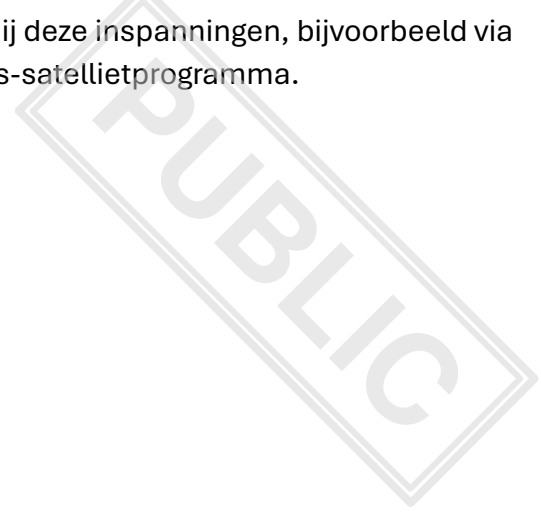 ij deze inspanningen, bijvoorbeeld via
s-satellietprogramma.
PUBLIC